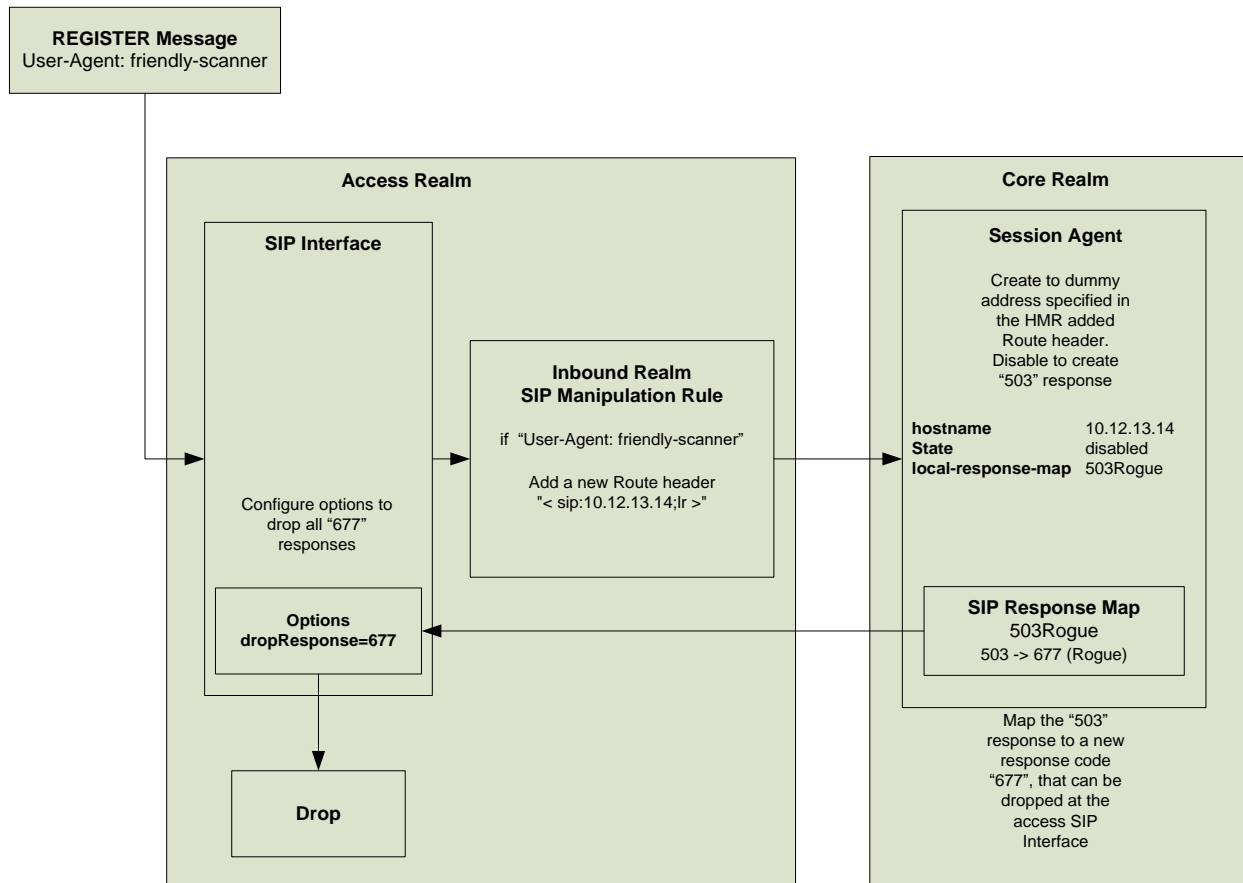 REGISTER Message
User-Agent: friendly-scanner
Access Realm
SIP Interface
Configure options to
drop all “677”
responses
Options
dropResponse=677
Drop
Inbound Realm
SIP Manipulation Rule
if “User-Agent: friendly-scanner”
Add a new Route header
"< sip:10.12.13.14;lr >"
Core Realm
Session Agent
Create to dummy
address specified in
the HMR added
Route header.
Disable to create
“503” response
hostname 10.12.13.14
State disabled
local-response-map 503Rogue
SIP Response Map
503Rogue
503 -> 677 (Rogue)
Map the “503”
response to a new
response code
“677”, that can be
dropped at the
access SIP
Interface